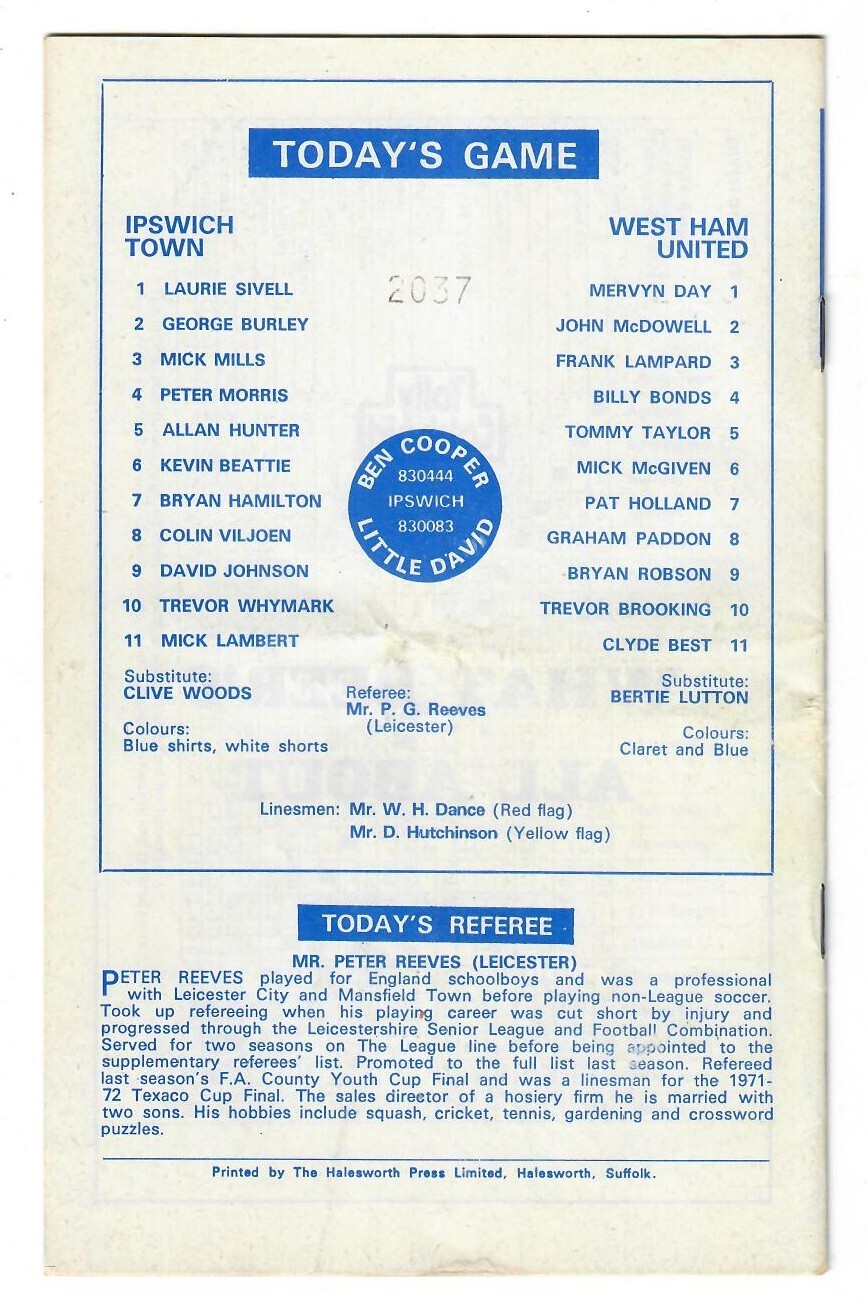 TODAY'S GAME
IPSWICH
TOWN
WEST HAM
UNITED
2037
1 LAURIE SIVELL
2 GEORGE BURLEY
3 MICK MILLS
4 PETER MORRIS
5 ALLAN HUNTER
6 KEVIN BEATTIE
7 BRYAN HAMILTON
8 COLIN VILJOEN
9 DAVID JOHNSON
10 TREVOR WHYMARK
11 MICK LAMBERT
MERVYN DAY 1
JOHN McDOWELL 2
FRANK LAMPARD 3
BILLY BONDS 4
TOMMY TAYLOR 5
MICK McGIVEN 6
PAT HOLLAND 7
GRAHAM PADDON 8
BRYAN ROBSON 9
TREVOR BROOKING 10
CLYDE BEST 11
BEN COOPER
830444
IPSWICH
830083
LITTLE DAVID
Substitute:
CLIVE WOODS
Colours:
Blue shirts, white shorts
Referee:
Mr. P. G. Reeves
(Leicester)
Substitute:
BERTIE LUTTON
Colours:
Claret and Blue
Linesmen: Mr. W. H. Dance (Red flag)
Mr. D. Hutchinson (Yellow flag)
TODAY'S REFEREE
MR. PETER REEVES (LEICESTER)
PETER REEVES played for England schoolboys and was a professional
with Leicester City and Mansfield Town before playing non-League soccer.
Took up refereeing when his playing career was cut short by injury and
progressed through the Leicestershire Senior League and Football Combination.
Served for two seasons on The League line before being appointed to the
supplementary referees' list. Promoted to the full list last season. Refereed
last season's F.A. County Youth Cup Final and was a linesman for the 1971-
72 Texaco Cup Final. The sales director of a hosiery firm he is married with
two sons. His hobbies include squash, cricket, tennis, gardening and crossword
puzzles.
Printed by The Halesworth Press Limited, Halesworth, Suffolk.